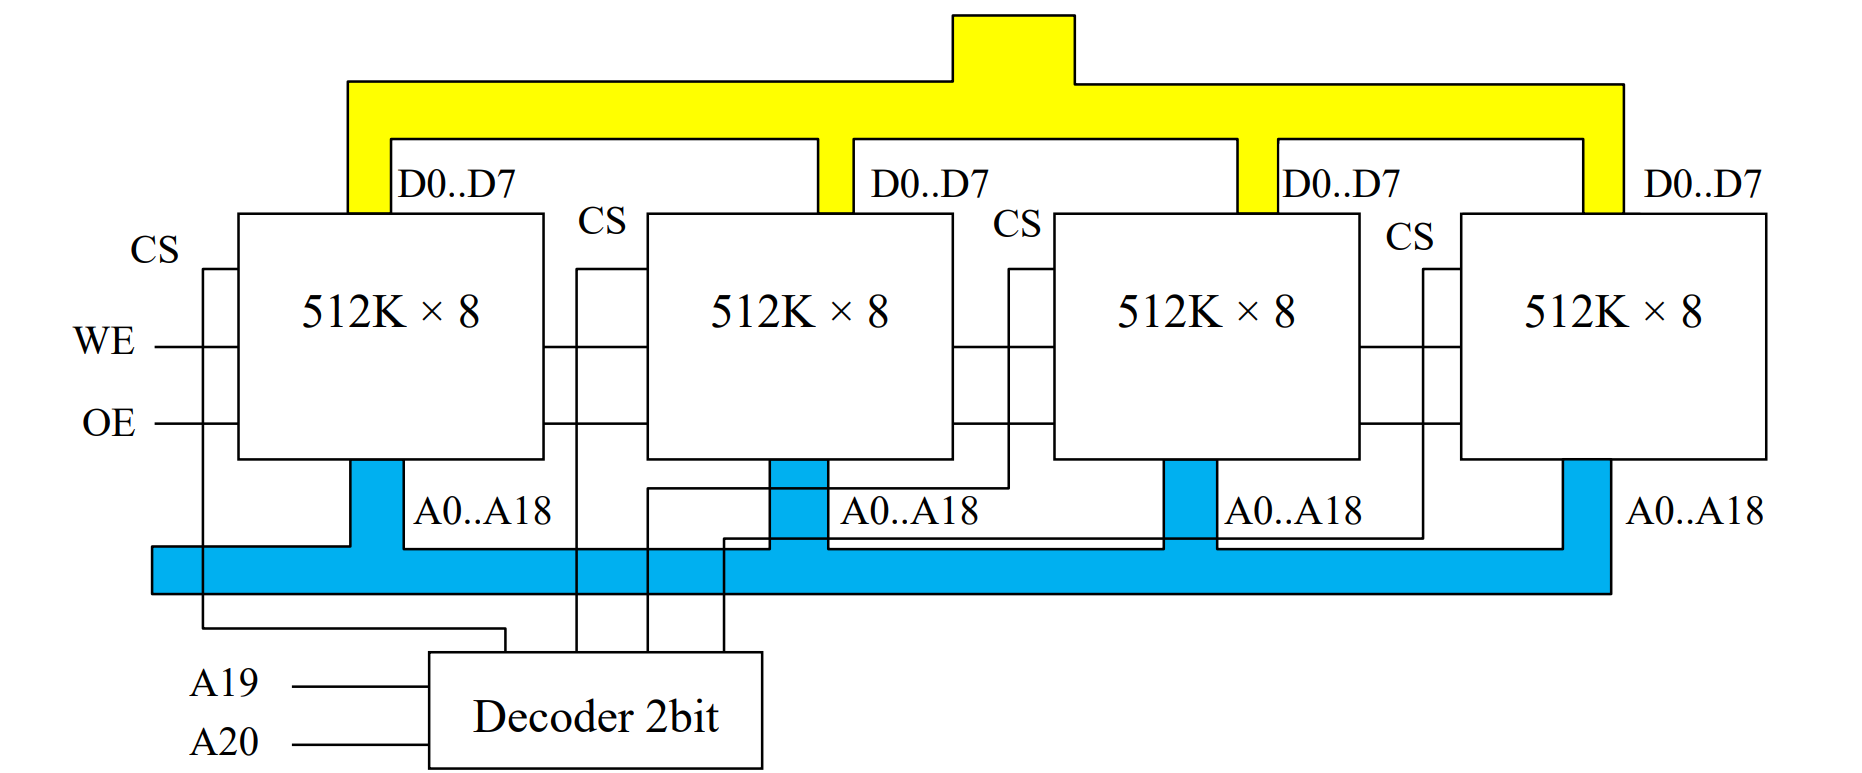 D0..D7
D0..D7
D0..D7
D0..D7
CS
CS
CS
CS
512K × 8
512K × 8
512K × 8
512K × 8
WE
OE
A0..A18
A0..A18
A0..A18
A0..A18
A19
A20
Decoder 2bit